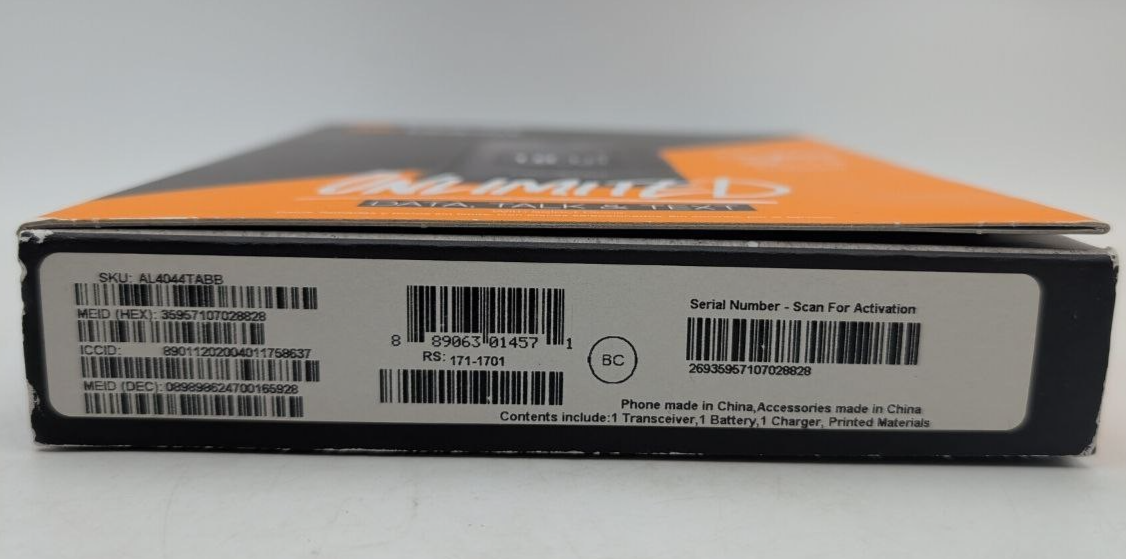 UNLIMITED
DATA, TALK & TEXT
SKU: AL4044TABB
MEID (HEX): 35957107028828
ICCID: 89011202004011758637
MEID (DEC): 089898624700165928
8 89063 01457 1
RS: 171-1701
BC
Serial Number - Scan For Activation
26935957107028828
Phone made in China,Accessories made in China
Contents include:1 Transceiver,1 Battery,1 Charger, Printed Materials